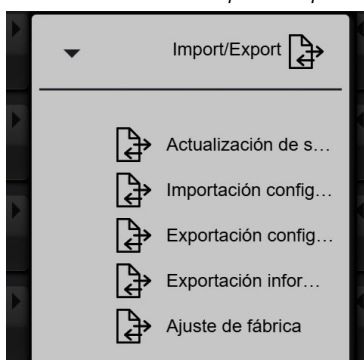 Import/Export
Actualización de s...
Importación config...
Exportación config...
Exportación infor...
Ajuste de fábrica